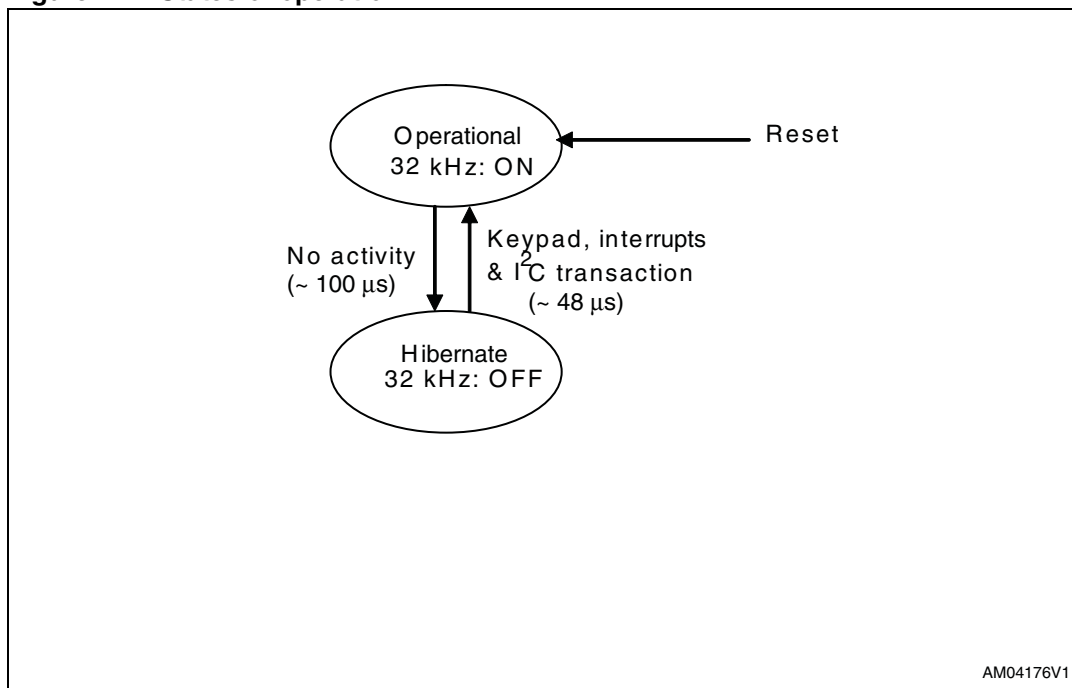 Operational
32 kHz: ON
Reset
No activity
(~ 100 μs)
Keypad, interrupts
& I²C transaction
(~ 48 μs)
Hibernate
32 kHz: OFF
AM04176V1